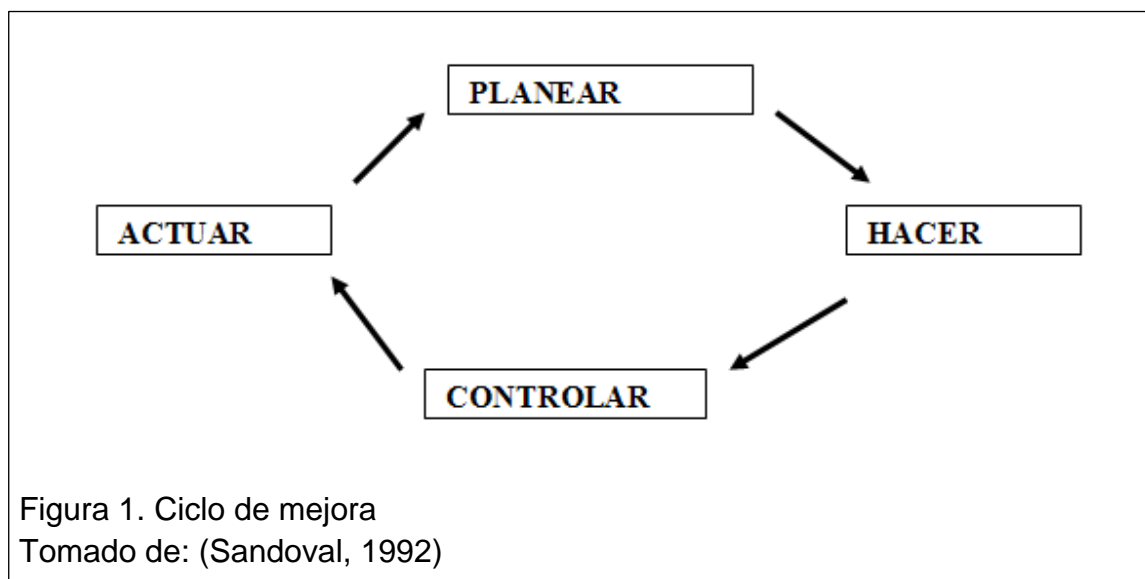 PLANEAR
ACTUAR
HACER
CONTROLAR
Figura 1. Ciclo de mejora
Tomado de: (Sandoval, 1992)